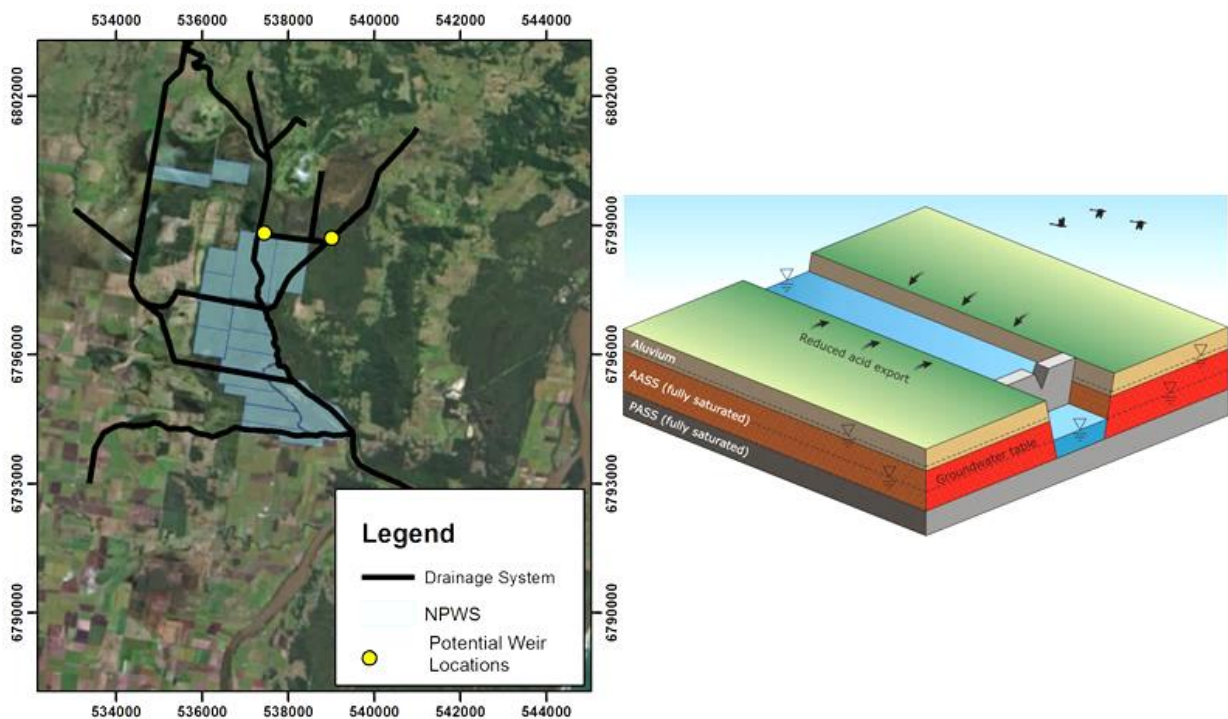 534000 536000 538000 540000 542000 544000
6802000
6802000
6799000
6799000
6796000
6796000
6793000
6793000
6790000
6790000
Legend
Drainage System
NPWS
Potential Weir
Locations
534000 536000 538000 540000 542000 544000
Reduced acid export
Aluvium
AASS (fully saturated)
PASS (fully saturated)
Groundwater table